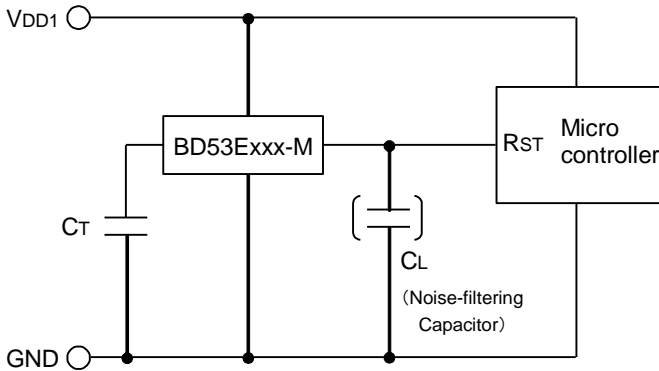 VDD1
BD53Exxx-M
RST
Micro
controller
CT
CL
（Noise-filtering
Capacitor）
GND